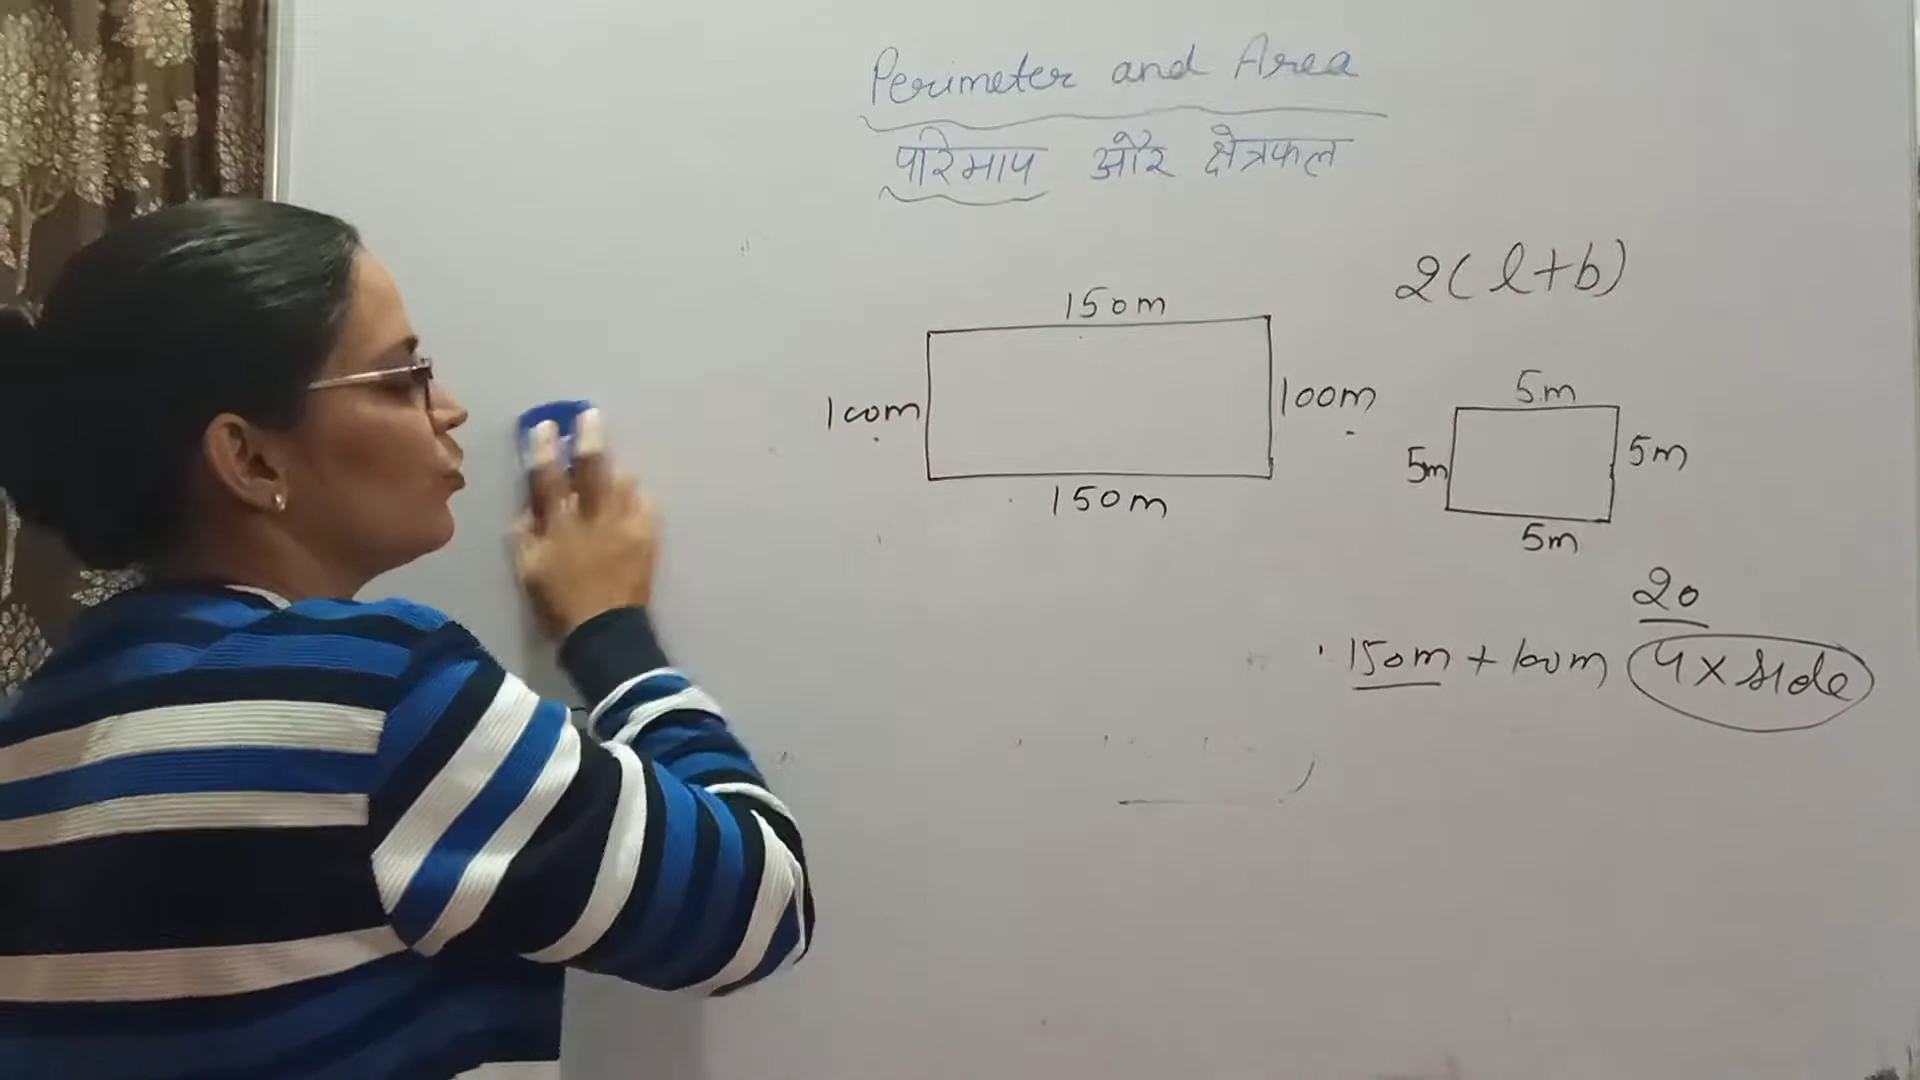 Perimeter and Area
परिमाप और क्षेत्रफल
2(l+b)
150m
100m
100m
150m
5m
5m
5m
5m
20
150m + 100m
4 x side